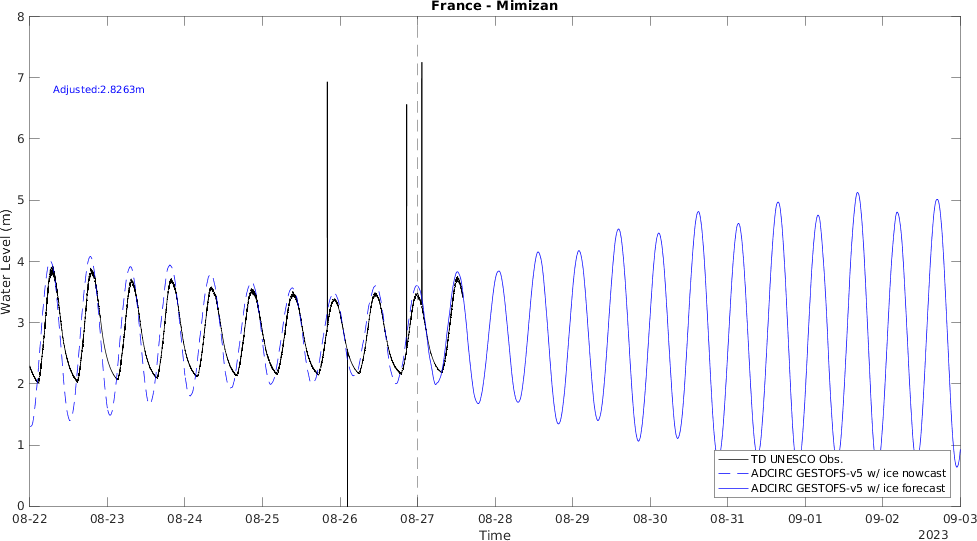 France - Mimizan
8
7
6
5
4
3
2
1
0
Water Level (m)
Adjusted:2.8263m
TD UNESCO Obs.
ADCIRC GESTOFS-v5 w/ ice nowcast
ADCIRC GESTOFS-v5 w/ ice forecast
08-22 08-23 08-24 08-25 08-26 08-27 08-28 08-29 08-30 08-31 09-01 09-02 09-03
Time
2023